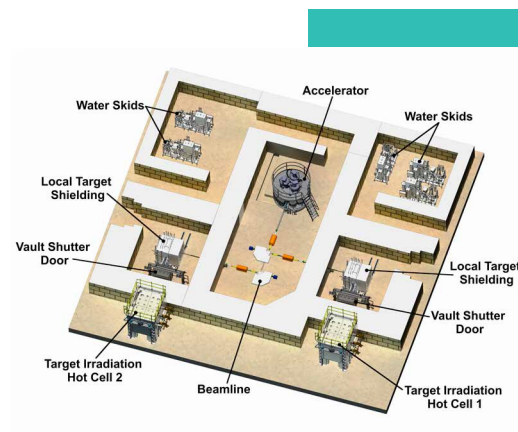 Accelerator
Water Skids
Water Skids
Local Target
Shielding
Vault Shutter
Door
Local Target
Shielding
Vault Shutter
Door
Target Irradiation
Hot Cell 2
Beamline
Target Irradiation
Hot Cell 1